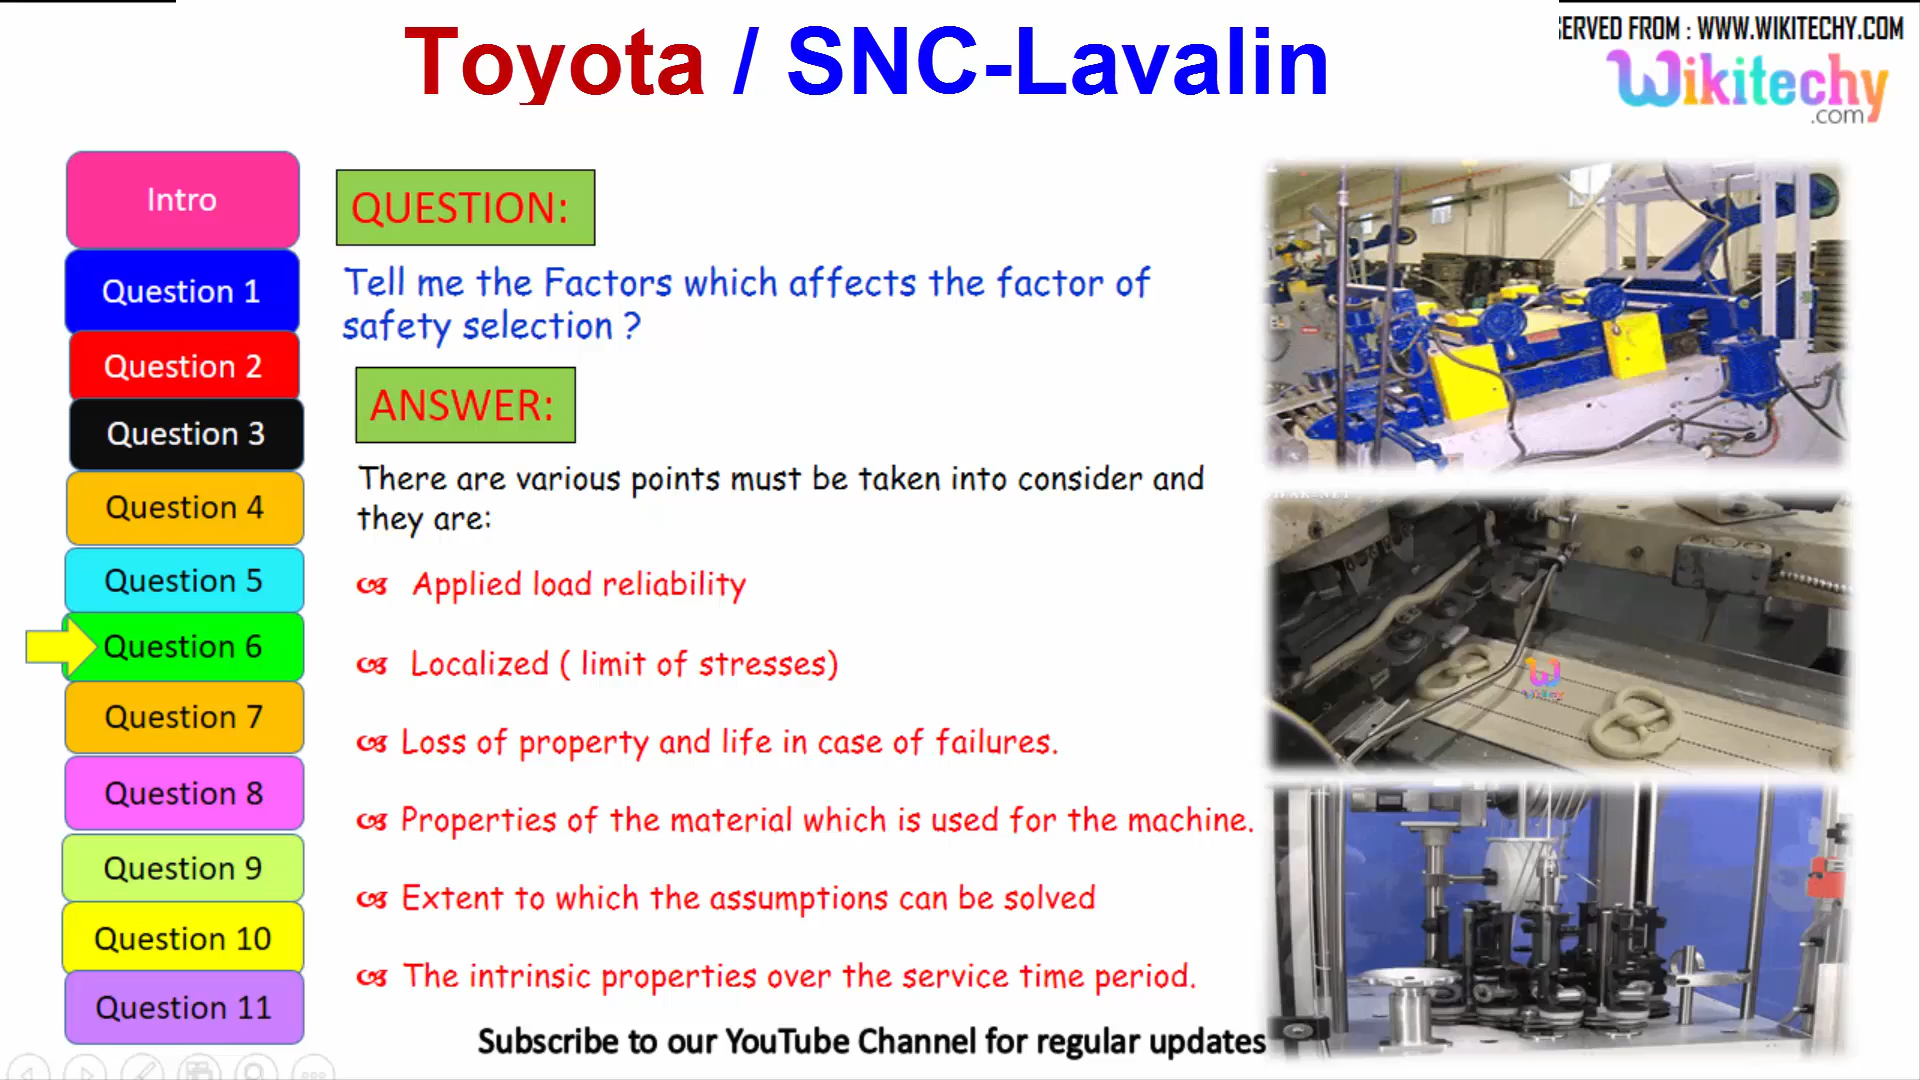 Toyota / SNC-Lavalin
SERVED FROM : WWW.WIKITECHY.COM
Wikitechy
.com
Intro
Question 1
Question 2
Question 3
Question 4
Question 5
Question 6
Question 7
Question 8
Question 9
Question 10
Question 11
QUESTION:
Tell me the Factors which affects the factor of
safety selection ?
ANSWER:
There are various points must be taken into consider and
they are:
Applied load reliability
Localized ( limit of stresses)
Loss of property and life in case of failures.
Properties of the material which is used for the machine.
Extent to which the assumptions can be solved
The intrinsic properties over the service time period.
Subscribe to our YouTube Channel for regular updates